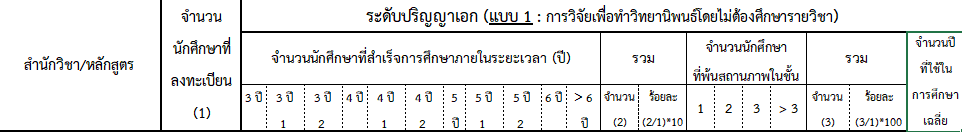 ระดับปริญญาเอก (แบบ 1 : การวิจัยเพื่อทำวิทยานิพนธ์โดยไม่ต้องศึกษารายวิชา)
สำนักวิชา/หลักสูตร
จำนวน
นักศึกษาที่
ลงทะเบียน
(1)
จำนวนนักศึกษาที่สำเร็จการศึกษาภายในระยะเวลา (ปี)
รวม
จำนวนนักศึกษา
ที่พ้นสถานภาพในชั้น
รวม
จำนวนปี
ที่ใช้ใน
การศึกษา
เฉลี่ย
3 ปี 3 ปี 3 ปี 4 ปี 4 ปี 4 ปี 5 5 ปี 5 ปี 6 ปี > 6
1 2 1 2 ปี 1 2 ปี
จำนวน ร้อยละ
(2) (2/1)*10
1 2 3 > 3
จำนวน ร้อยละ
(3) (3/1)*100